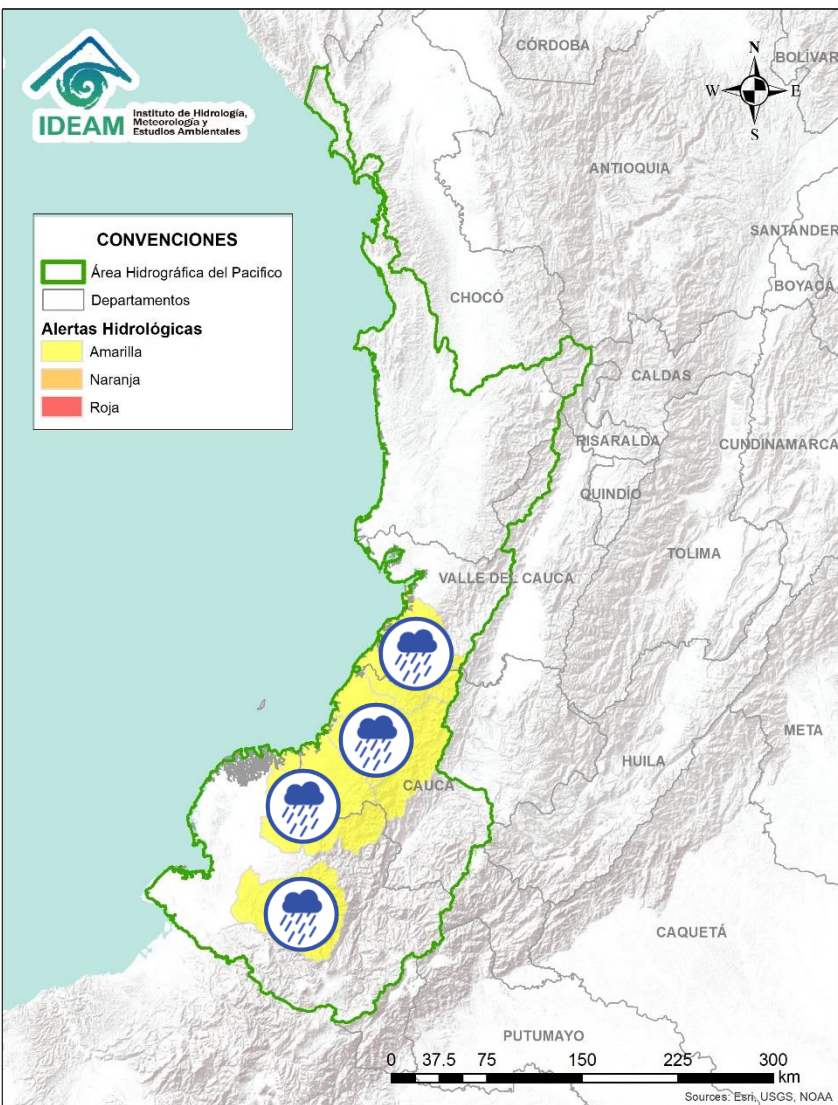 IDEAM
Instituto de Hidrología,
Meteorología y
Estudios Ambientales
N
W
E
S
CONVENCIONES
Área Hidrográfica del Pacifico
Departamentos
Alertas Hidrológicas
Amarilla
Naranja
Roja
CÓRDOBA
BOLÍVAR
ANTIOQUIA
SANTANDER
BOYACÁ
CHOCÓ
CALDAS
RISARALDA
CUNDINAMARCA
QUINDÍO
TOLIMA
VALLE DEL CAUCA
META
HUILA
CAUCA
CAQUETÁ
PUTUMAYO
0 37.5 75 150 225 300
km
Sources: Esri, USGS, NOAA